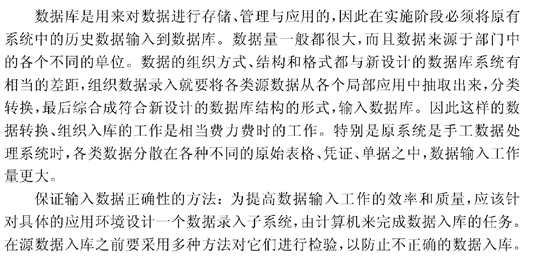 数据库是用来对数据进行存储、管理与应用的,因此在实施阶段必须将原有
系统中的历史数据输入到数据库。数据量一般都很大,而且数据来源于部门中
的各个不同的单位。数据的组织方式、结构和格式都与新设计的数据库系统有
相当的差距,组织数据录入就要将各类源数据从各个局部应用中抽取出来,分类
转换,最后综合成符合新设计的数据库结构的形式,输入数据库。因此这样的数
据转换、组织入库的工作是相当费力费时的工作。特别是原系统是手工数据处
理系统时,各类数据分散在各种不同的原始表格、凭证、单据之中,数据输入工作
量更大。
保证输入数据正确性的方法：为提高数据输入工作的效率和质量,应该针
对具体的应用环境设计一个数据录入子系统,由计算机来完成数据入库的任务。
在源数据入库之前要采用多种方法对它们进行检验,以防止不正确的数据入库。